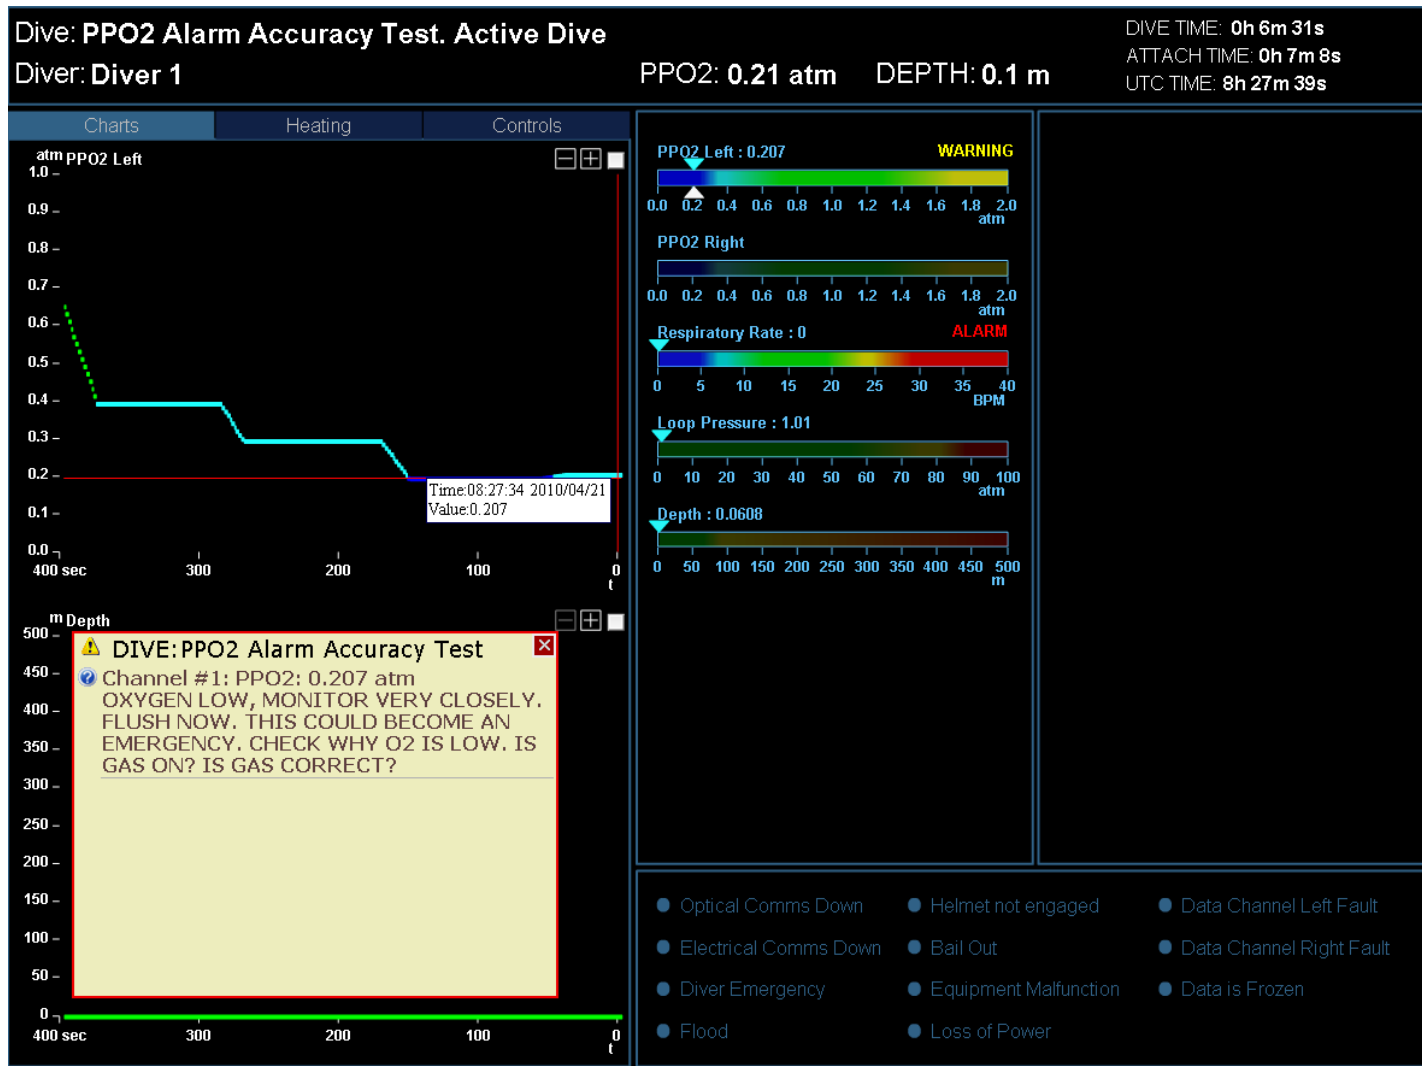 Dive: PPO2 Alarm Accuracy Test. Active Dive
Diver: Diver 1
PPO2: 0.21 atm DEPTH: 0.1 m
DIVE TIME: 0h 6m 31s
ATTACH TIME: 0h 7m 8s
UTC TIME: 8h 27m 39s
Charts Heating Controls
atm PPO2 Left
1.0
0.9
0.8
0.7
0.6
0.5
0.4
0.3
0.2
0.1
0.0
400 sec 300 200 100 0
t
Time:08:27:34 2010/04/21
Value:0.207
m Depth
500
450
400
350
300
250
200
150
100
50
0
400 sec 300 200 100 0
t
DIVE:PPO2 Alarm Accuracy Test
Channel #1: PPO2: 0.207 atm
OXYGEN LOW, MONITOR VERY CLOSELY.
FLUSH NOW. THIS COULD BECOME AN
EMERGENCY. CHECK WHY O2 IS LOW. IS
GAS ON? IS GAS CORRECT?
PPO2 Left : 0.207 WARNING
0.0 0.2 0.4 0.6 0.8 1.0 1.2 1.4 1.6 1.8 2.0
atm
PPO2 Right
0.0 0.2 0.4 0.6 0.8 1.0 1.2 1.4 1.6 1.8 2.0
atm
Respiratory Rate : 0 ALARM
0 5 10 15 20 25 30 35 40
BPM
Loop Pressure : 1.01
0 10 20 30 40 50 60 70 80 90 100
atm
Depth : 0.0608
0 50 100 150 200 250 300 350 400 450 500
m
Optical Comms Down Helmet not engaged Data Channel Left Fault
Electrical Comms Down Bail Out Data Channel Right Fault
Diver Emergency Equipment Malfunction Data is Frozen
Flood Loss of Power